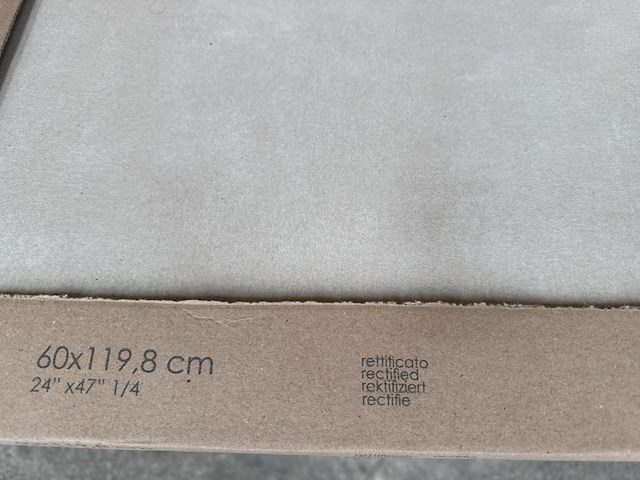 60x119,8 cm
24" x47" 1/4
rettificato
rectified
rektifiziert
rectifie